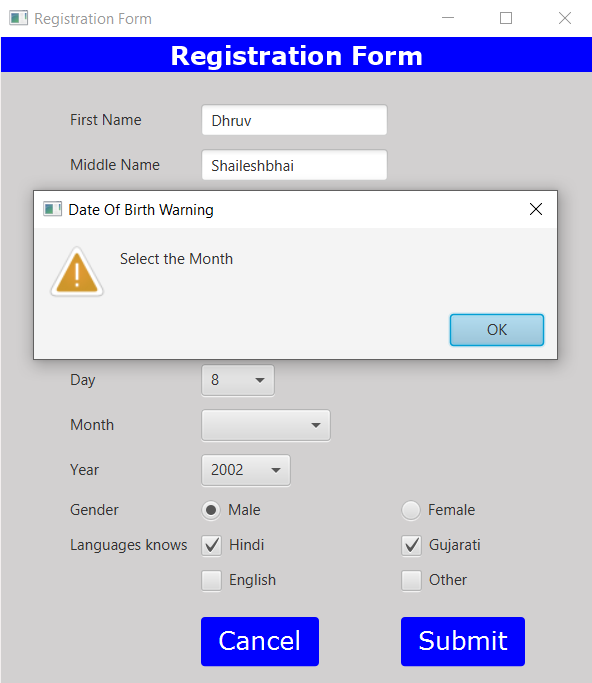 Registration Form
Registration Form
First Name Dhruv
Middle Name Shaileshbhai
Date Of Birth Warning
Select the Month
OK
Day 8
Month
Year 2002
Gender Male Female
Languages knows Hindi Gujarati
English Other
Cancel Submit